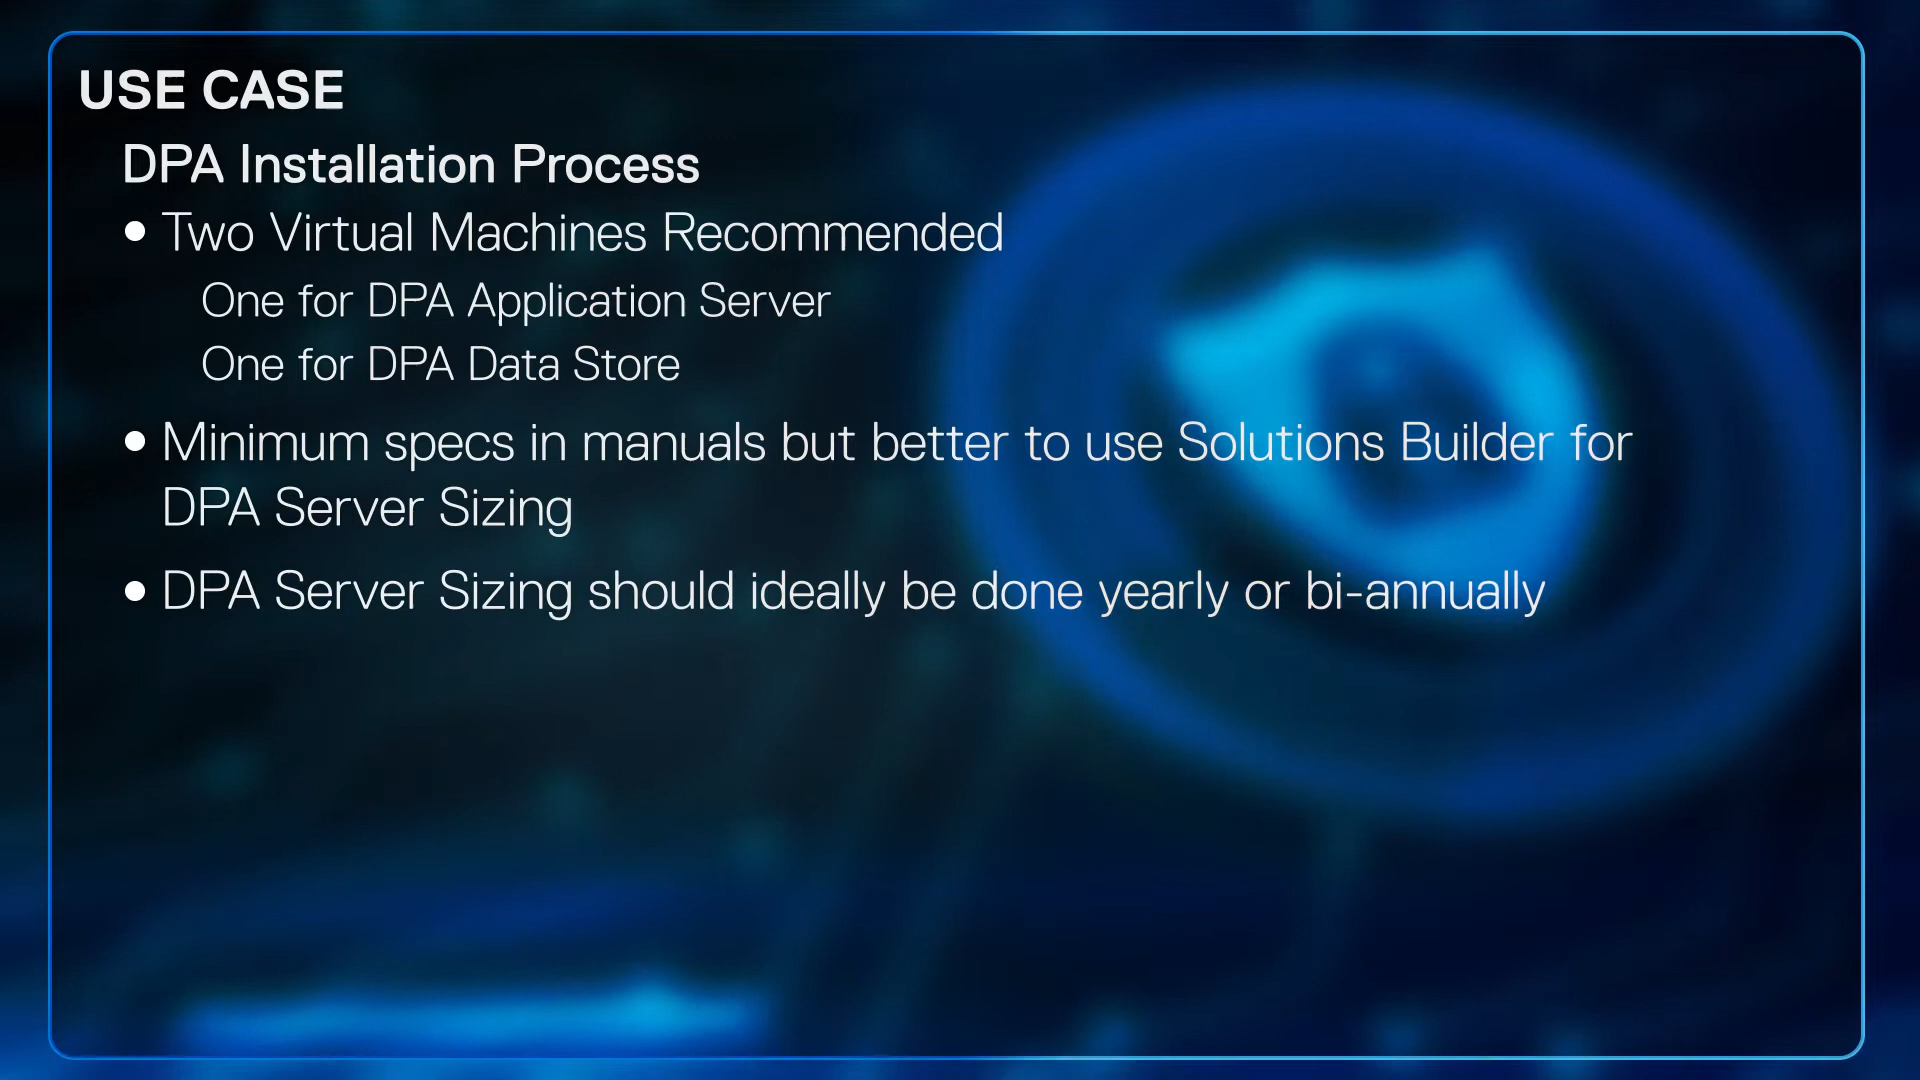 USE CASE
DPA Installation Process
• Two Virtual Machines Recommended
One for DPA Application Server
One for DPA Data Store
• Minimum specs in manuals but better to use Solutions Builder for
DPA Server Sizing
• DPA Server Sizing should ideally be done yearly or bi-annually